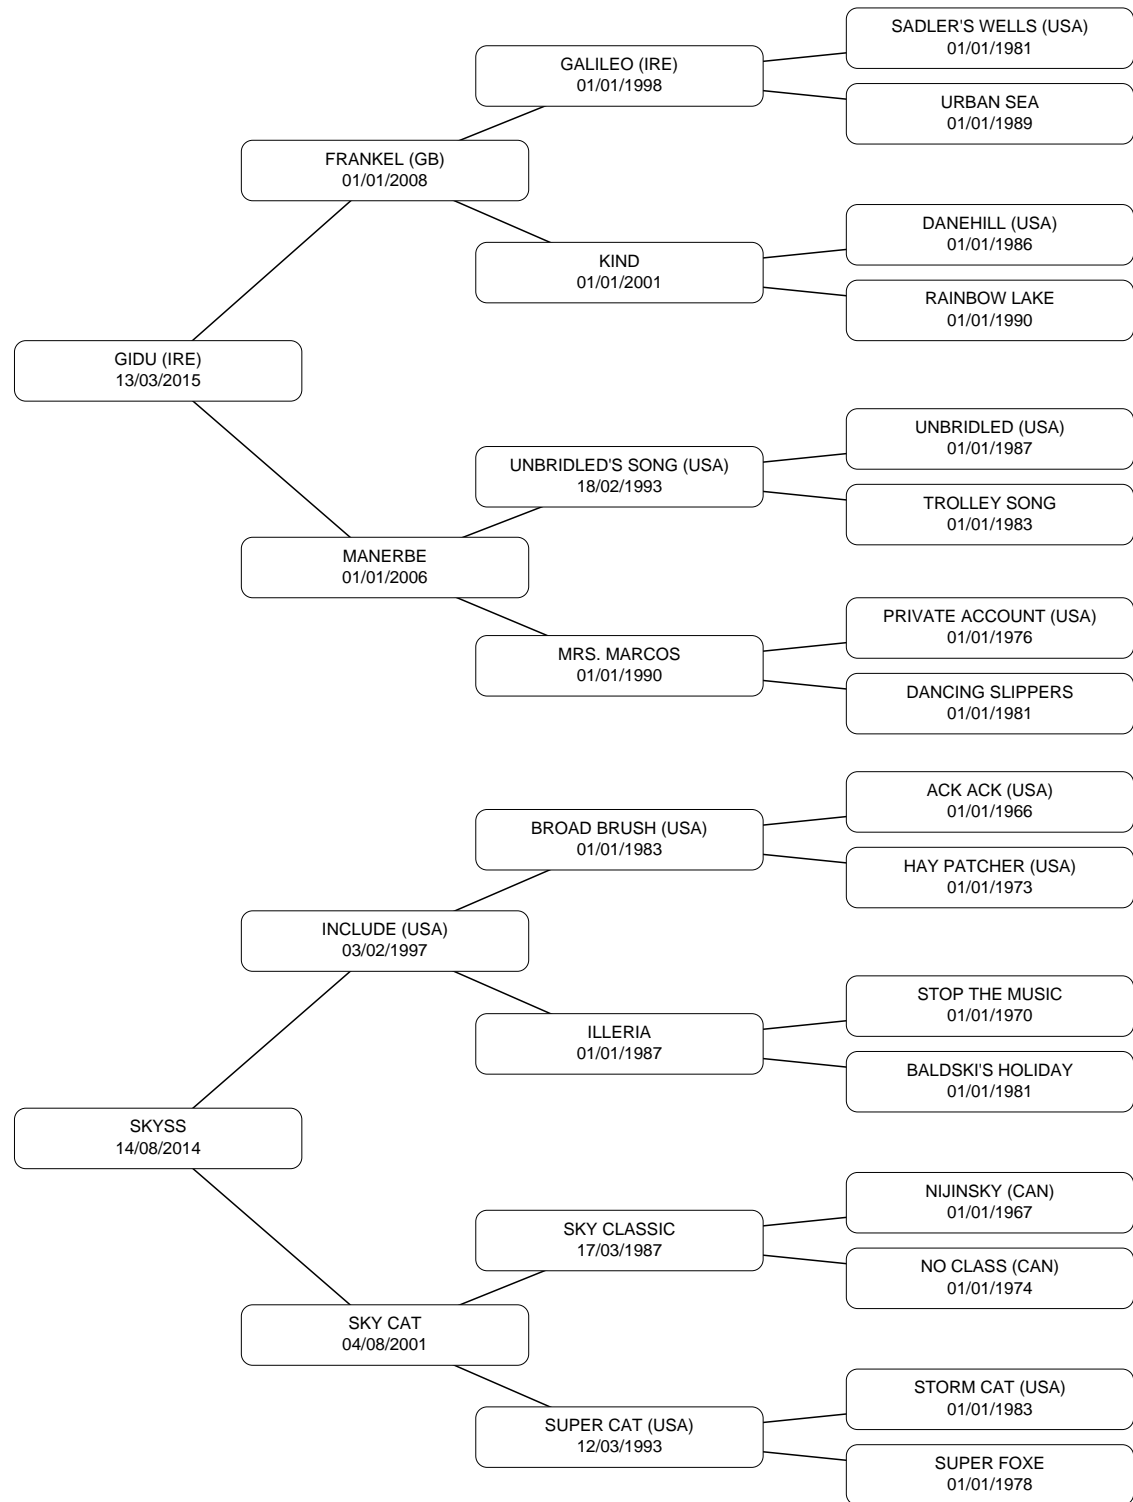 SADLER'S WELLS (USA)
01/01/1981
GALILEO (IRE)
01/01/1998
URBAN SEA
01/01/1989
FRANKEL (GB)
01/01/2008
DANEHILL (USA)
01/01/1986
KIND
01/01/2001
RAINBOW LAKE
01/01/1990
GIDU (IRE)
13/03/2015
UNBRIDLED (USA)
01/01/1987
UNBRIDLED'S SONG (USA)
18/02/1993
TROLLEY SONG
01/01/1983
MANERBE
01/01/2006
PRIVATE ACCOUNT (USA)
01/01/1976
MRS. MARCOS
01/01/1990
DANCING SLIPPERS
01/01/1981
ACK ACK (USA)
01/01/1966
BROAD BRUSH (USA)
01/01/1983
HAY PATCHER (USA)
01/01/1973
INCLUDE (USA)
03/02/1997
STOP THE MUSIC
01/01/1970
ILLERIA
01/01/1987
BALDSKI'S HOLIDAY
01/01/1981
SKYSS
14/08/2014
NIJINSKY (CAN)
01/01/1967
SKY CLASSIC
17/03/1987
NO CLASS (CAN)
01/01/1974
SKY CAT
04/08/2001
STORM CAT (USA)
01/01/1983
SUPER CAT (USA)
12/03/1993
SUPER FOXE
01/01/1978